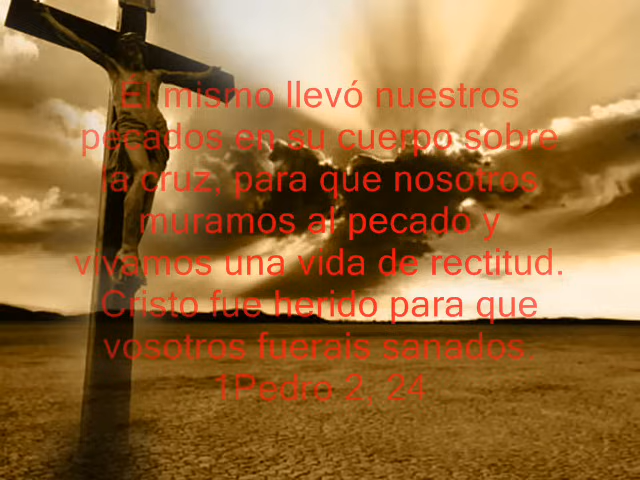 Él mismo llevó nuestros
pecados en su cuerpo sobre
la cruz, para que nosotros
muramos al pecado y
vivamos una vida de rectitud.
Cristo fue herido para que
vosotros fuerais sanados.
1Pedro 2, 24